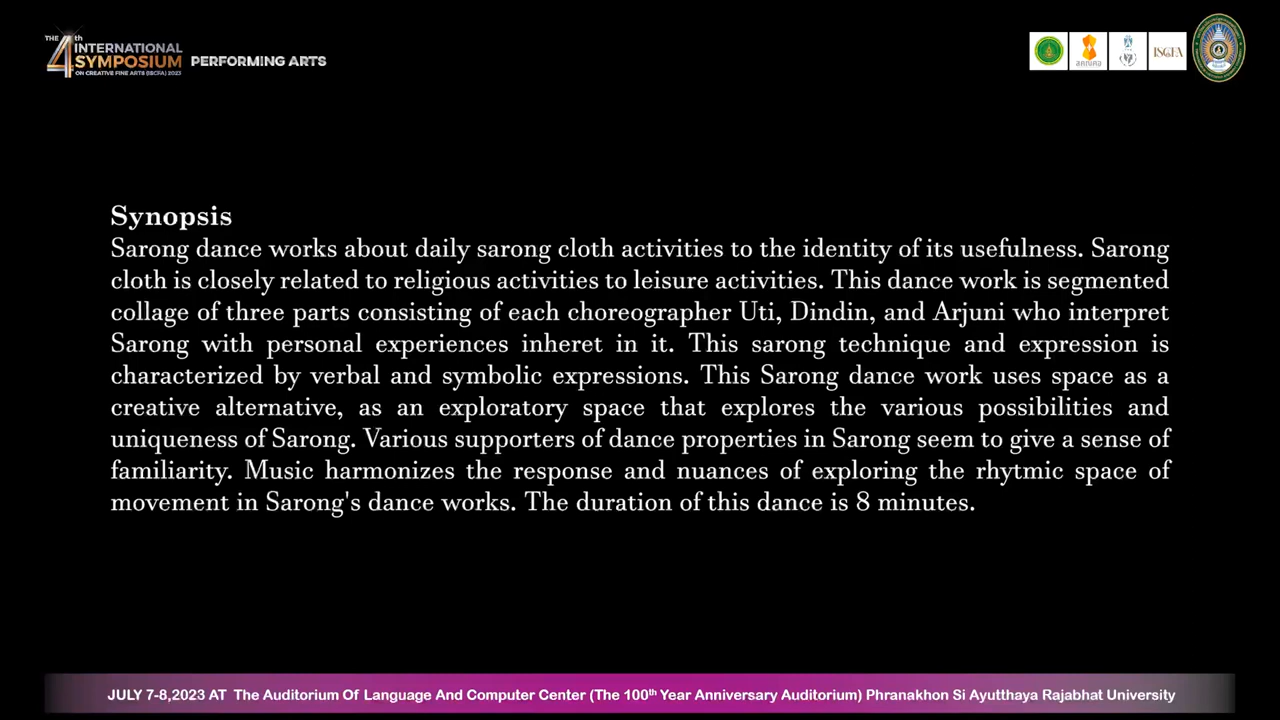 THE 4th
INTERNATIONAL
SYMPOSIUM
ON CREATIVE FINE ARTS (ISCFA) 2023
PERFORMING ARTS
ISCFA
Synopsis
Sarong dance works about daily sarong cloth activities to the identity of its usefulness. Sarong
cloth is closely related to religious activities to leisure activities. This dance work is segmented
collage of three parts consisting of each choreographer Uti, Dindin, and Arjuni who interpret
Sarong with personal experiences inheret in it. This sarong technique and expression is
characterized by verbal and symbolic expressions. This Sarong dance work uses space as a
creative alternative, as an exploratory space that explores the various possibilities and
uniqueness of Sarong. Various supporters of dance properties in Sarong seem to give a sense of
familiarity. Music harmonizes the response and nuances of exploring the rhytmic space of
movement in Sarong's dance works. The duration of this dance is 8 minutes.
JULY 7-8,2023 AT The Auditorium Of Language And Computer Center (The 100th Year Anniversary Auditorium) Phranakhon Si Ayutthaya Rajabhat University